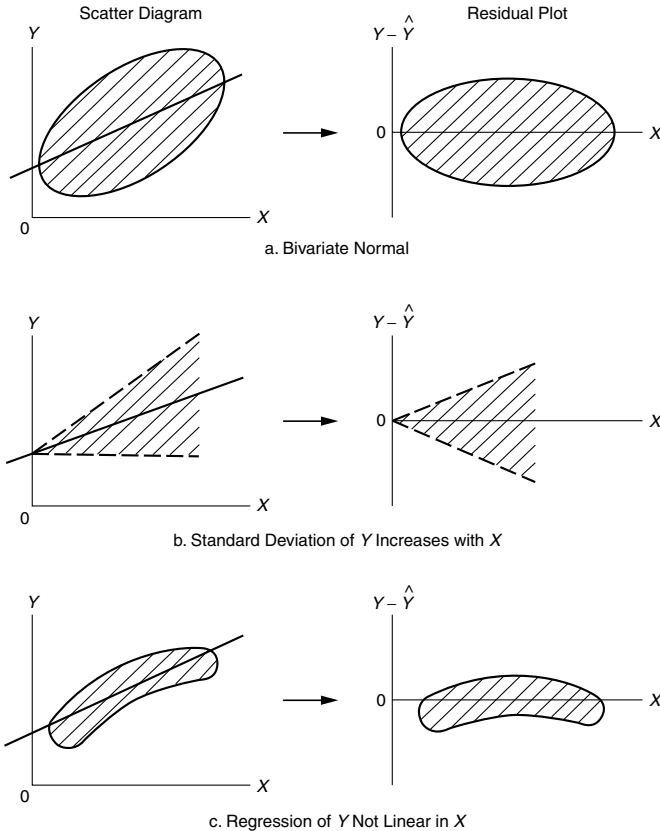 Scatter Diagram Residual Plot
Y Y – Ŷ
0 X
0 X
a. Bivariate Normal
Y Y – Ŷ
0 X
0 X
b. Standard Deviation of Y Increases with X
Y Y – Ŷ
0 X
0 X
c. Regression of Y Not Linear in X